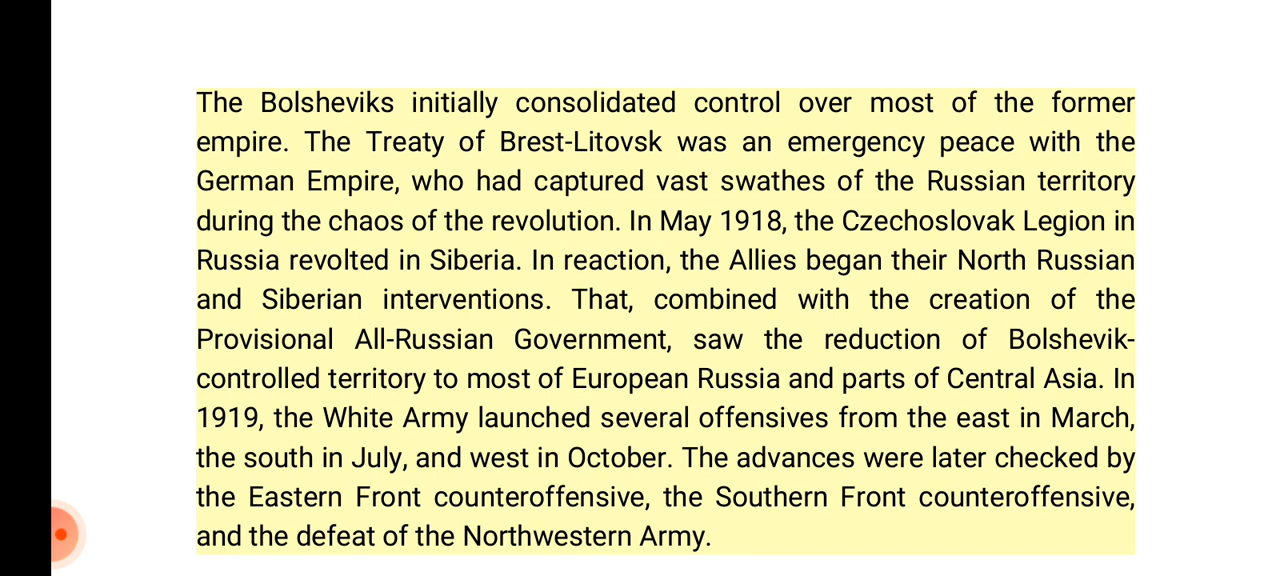 The Bolsheviks initially consolidated control over most of the former
empire. The Treaty of Brest-Litovsk was an emergency peace with the
German Empire, who had captured vast swathes of the Russian territory
during the chaos of the revolution. In May 1918, the Czechoslovak Legion in
Russia revolted in Siberia. In reaction, the Allies began their North Russian
and Siberian interventions. That, combined with the creation of the
Provisional All-Russian Government, saw the reduction of Bolshevik-
controlled territory to most of European Russia and parts of Central Asia. In
1919, the White Army launched several offensives from the east in March,
the south in July, and west in October. The advances were later checked by
the Eastern Front counteroffensive, the Southern Front counteroffensive,
and the defeat of the Northwestern Army.